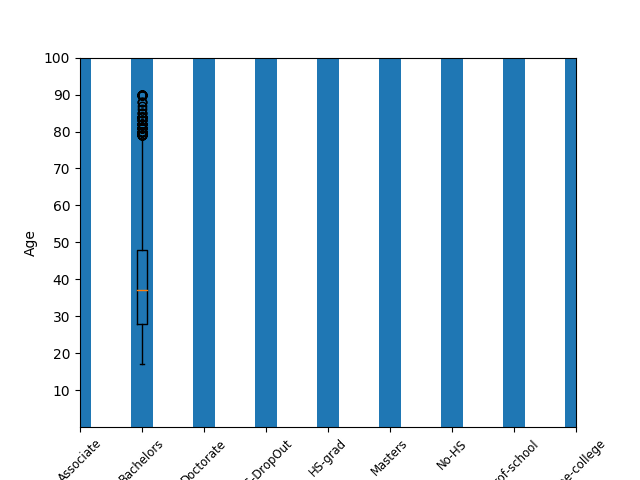 100
90
80
70
60
50
40
30
20
10
Age
Associate
Bachelors
Doctorate
S-DropOut
HS-grad
Masters
No-HS
rof-school
e-college